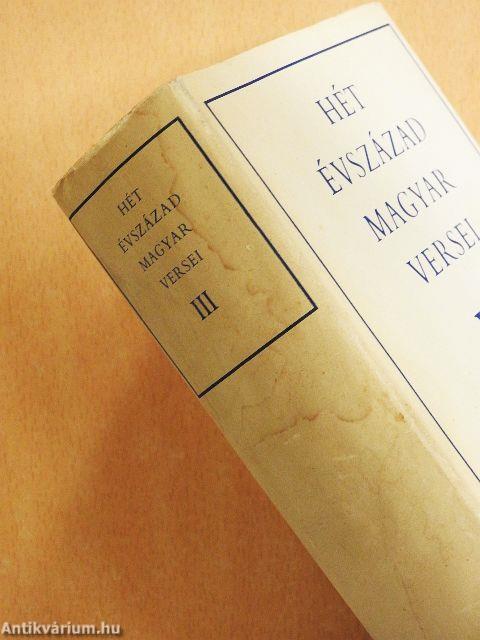 HÉT
ÉVSZÁZAD
MAGYAR
VERSEI
III
HÉT
ÉVSZÁZAD
MAGYAR
VERSEI
Antikvárium.hu